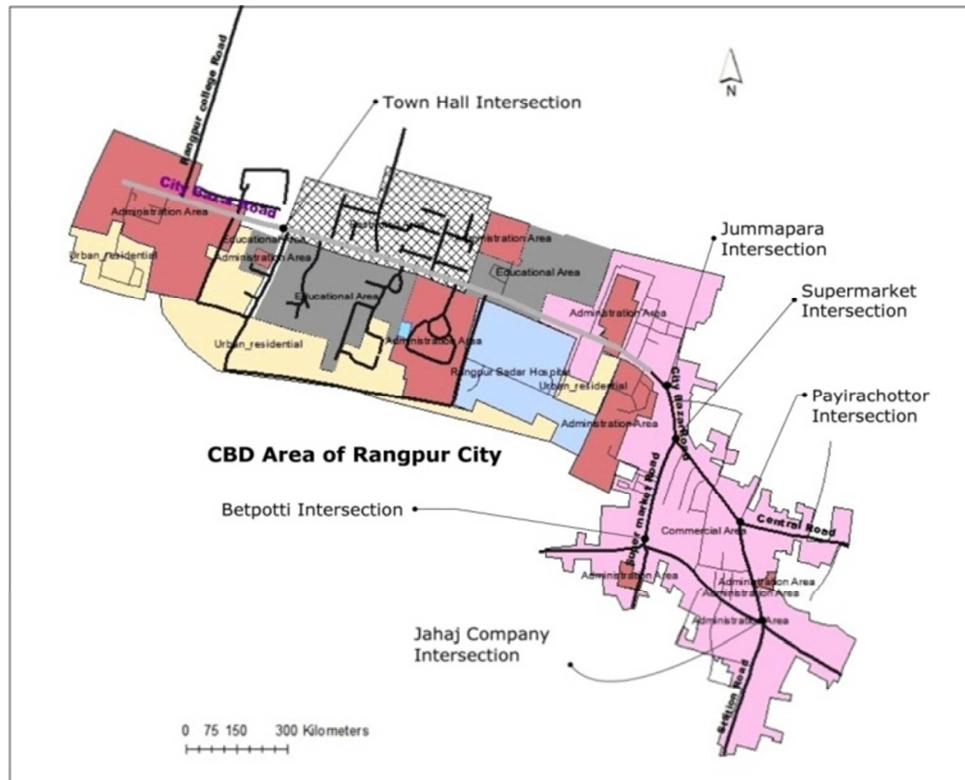 Rangpur college Road
Town Hall Intersection
N
City Bazar Road
Administration Area
Urban_residential
Educational Area
Administration Area
Educational Area
Urban_residential
Administration Area
Educational Area
Administration Area
Administration Area
Rangpur Sadar Hospital
Urban_residential
Administration Area
Jummapara
Intersection
Supermarket
Intersection
City Bazar Road
Payirachottor
Intersection
CBD Area of Rangpur City
Betpotti Intersection
Super market Road
Commercial Area
Central Road
Administration Area
Administration Area
Administration Area
Administration Area
Jahaj Company
Intersection
Station Road
0 75 150 300 Kilometers